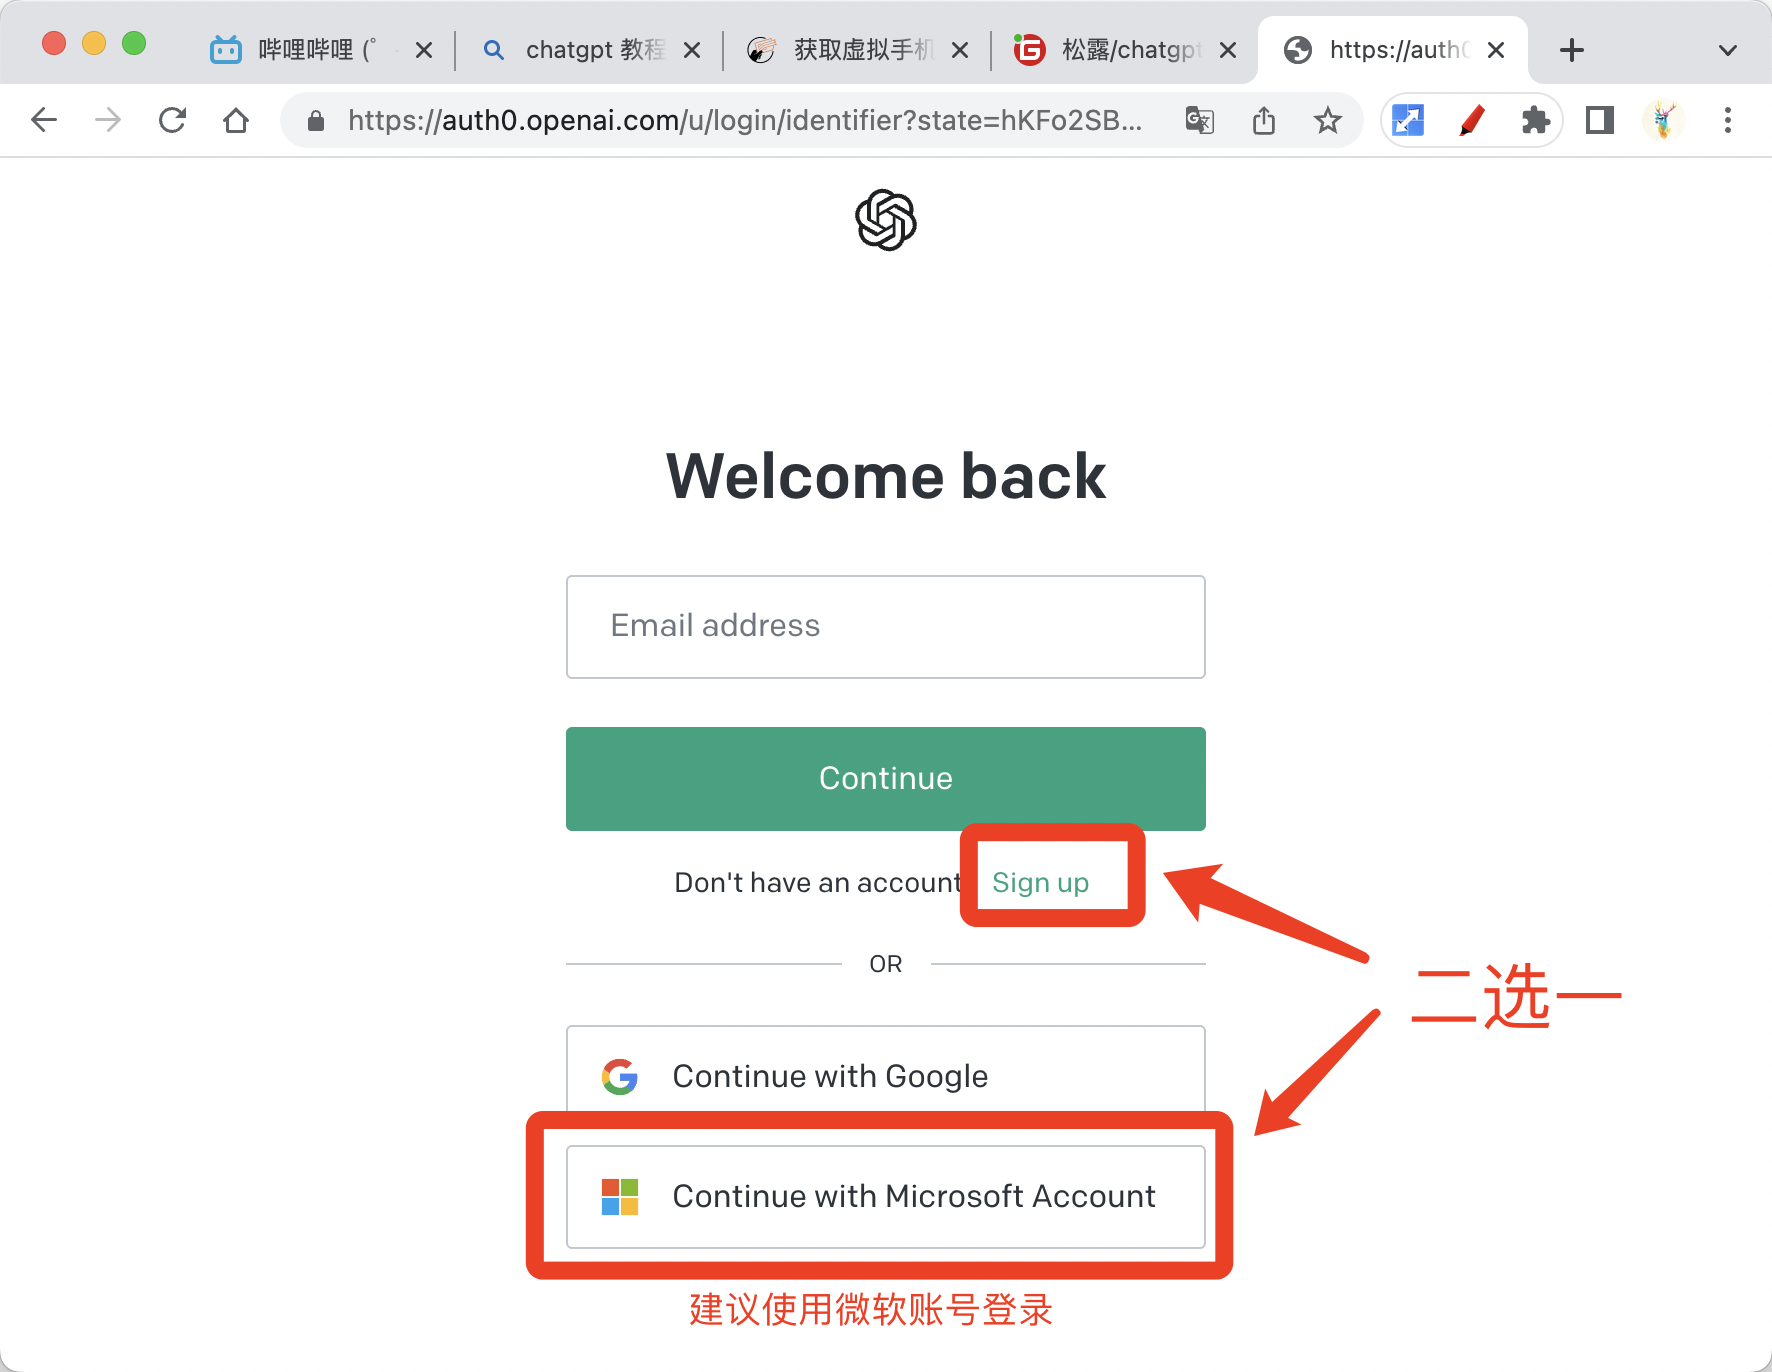 哔哩哔哩 (゜
chatgpt 教程
获取虚拟手机
松露/chatgpt
https://auth0
https://auth0.openai.com/u/login/identifier?state=hKFo2SB...
Welcome back
Email address
Continue
Don't have an account Sign up
OR
二选一
Continue with Google
Continue with Microsoft Account
建议使用微软账号登录